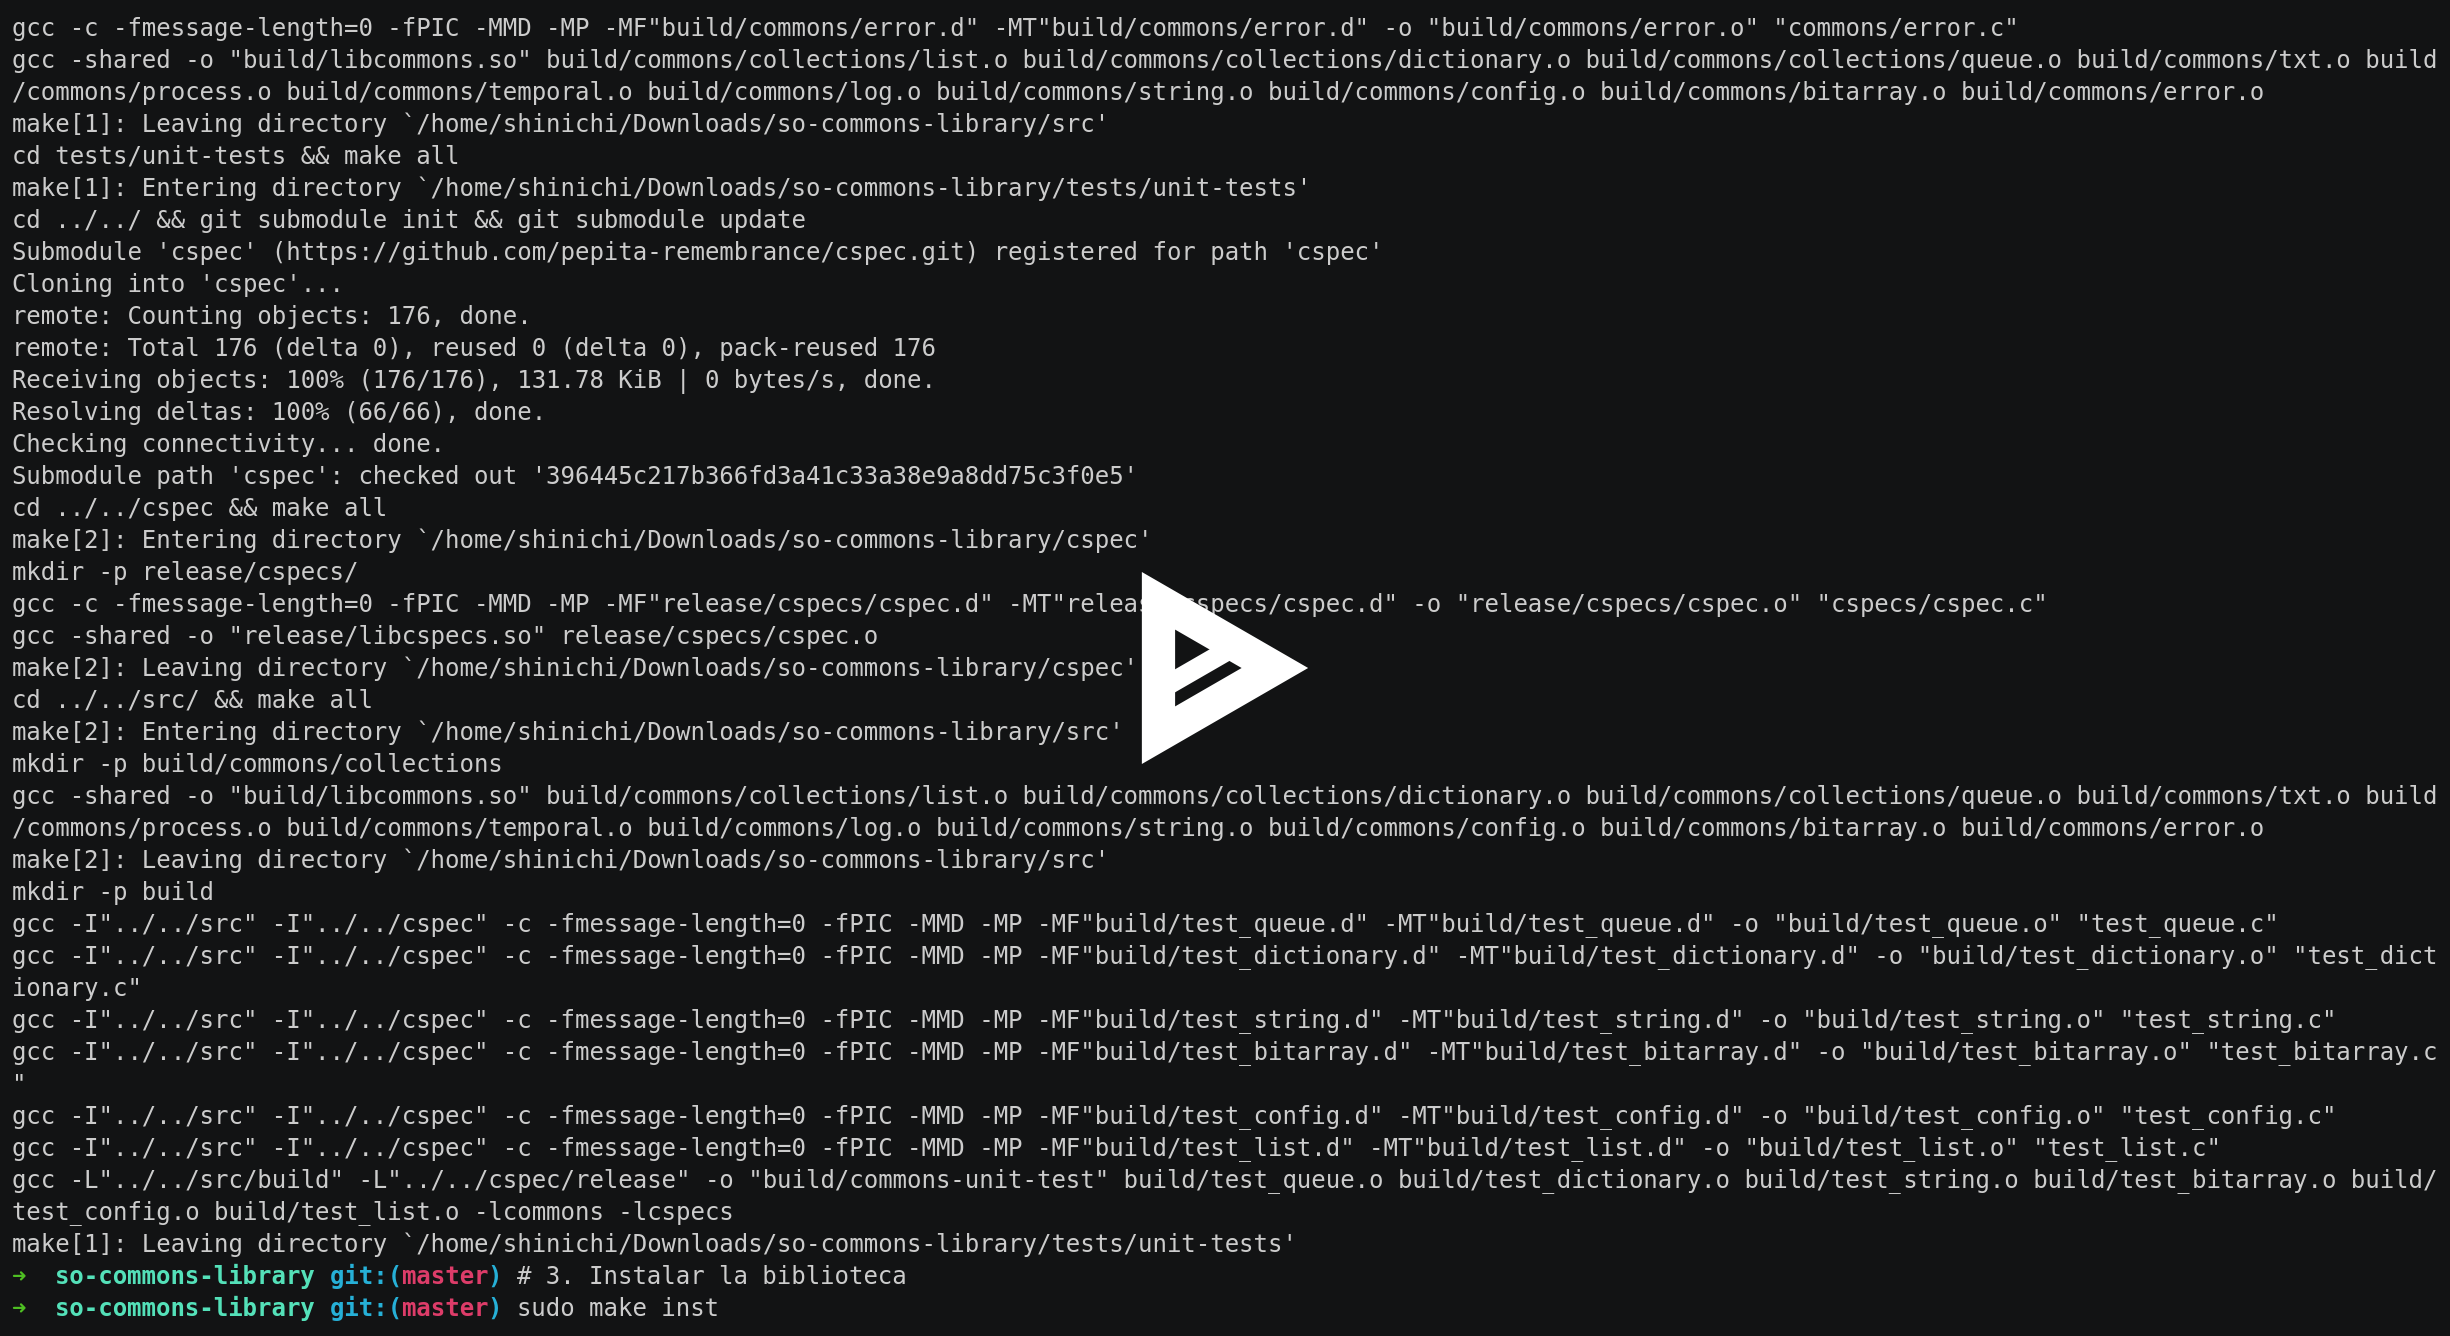 gcc -c -fmessage-length=0 -fPIC -MMD -MP -MF"build/commons/error.d" -MT"build/commons/error.d" -o "build/commons/error.o" "commons/error.c"
gcc -shared -o "build/libcommons.so" build/commons/collections/list.o build/commons/collections/dictionary.o build/commons/collections/queue.o build/commons/txt.o build
/commons/process.o build/commons/temporal.o build/commons/log.o build/commons/string.o build/commons/config.o build/commons/bitarray.o build/commons/error.o
make[1]: Leaving directory `/home/shinichi/Downloads/so-commons-library/src'
cd tests/unit-tests && make all
make[1]: Entering directory `/home/shinichi/Downloads/so-commons-library/tests/unit-tests'
cd ../../ && git submodule init && git submodule update
Submodule 'cspec' (https://github.com/pepita-remembrance/cspec.git) registered for path 'cspec'
Cloning into 'cspec'...
remote: Counting objects: 176, done.
remote: Total 176 (delta 0), reused 0 (delta 0), pack-reused 176
Receiving objects: 100% (176/176), 131.78 KiB | 0 bytes/s, done.
Resolving deltas: 100% (66/66), done.
Checking connectivity... done.
Submodule path 'cspec': checked out '396445c217b366fd3a41c33a38e9a8dd75c3f0e5'
cd ../../cspec && make all
make[2]: Entering directory `/home/shinichi/Downloads/so-commons-library/cspec'
mkdir -p release/cspecs/
gcc -c -fmessage-length=0 -fPIC -MMD -MP -MF"release/cspecs/cspec.d" -MT"release/cspecs/cspec.d" -o "release/cspecs/cspec.o" "cspecs/cspec.c"
gcc -shared -o "release/libcspecs.so" release/cspecs/cspec.o
make[2]: Leaving directory `/home/shinichi/Downloads/so-commons-library/cspec'
cd ../../src/ && make all
make[2]: Entering directory `/home/shinichi/Downloads/so-commons-library/src'
mkdir -p build/commons/collections
gcc -shared -o "build/libcommons.so" build/commons/collections/list.o build/commons/collections/dictionary.o build/commons/collections/queue.o build/commons/txt.o build
/commons/process.o build/commons/temporal.o build/commons/log.o build/commons/string.o build/commons/config.o build/commons/bitarray.o build/commons/error.o
make[2]: Leaving directory `/home/shinichi/Downloads/so-commons-library/src'
mkdir -p build
gcc -I"../../src" -I"../../cspec" -c -fmessage-length=0 -fPIC -MMD -MP -MF"build/test_queue.d" -MT"build/test_queue.d" -o "build/test_queue.o" "test_queue.c"
gcc -I"../../src" -I"../../cspec" -c -fmessage-length=0 -fPIC -MMD -MP -MF"build/test_dictionary.d" -MT"build/test_dictionary.d" -o "build/test_dictionary.o" "test_dict
ionary.c"
gcc -I"../../src" -I"../../cspec" -c -fmessage-length=0 -fPIC -MMD -MP -MF"build/test_string.d" -MT"build/test_string.d" -o "build/test_string.o" "test_string.c"
gcc -I"../../src" -I"../../cspec" -c -fmessage-length=0 -fPIC -MMD -MP -MF"build/test_bitarray.d" -MT"build/test_bitarray.d" -o "build/test_bitarray.o" "test_bitarray.c
"
gcc -I"../../src" -I"../../cspec" -c -fmessage-length=0 -fPIC -MMD -MP -MF"build/test_config.d" -MT"build/test_config.d" -o "build/test_config.o" "test_config.c"
gcc -I"../../src" -I"../../cspec" -c -fmessage-length=0 -fPIC -MMD -MP -MF"build/test_list.d" -MT"build/test_list.d" -o "build/test_list.o" "test_list.c"
gcc -L"../../src/build" -L"../../cspec/release" -o "build/commons-unit-test" build/test_queue.o build/test_dictionary.o build/test_string.o build/test_bitarray.o build/
test_config.o build/test_list.o -lcommons -lcspecs
make[1]: Leaving directory `/home/shinichi/Downloads/so-commons-library/tests/unit-tests'
➜  so-commons-library git:(master) # 3. Instalar la biblioteca
➜  so-commons-library git:(master) sudo make inst